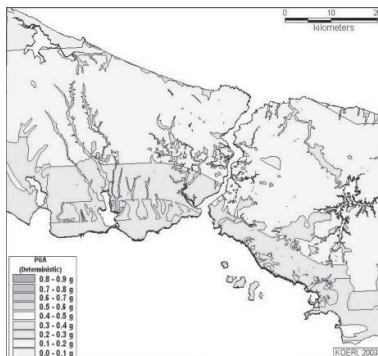 0 10 20
kilometers
PGA
(Deterministic)
0.8 - 0.9 g
0.7 - 0.8 g
0.6 - 0.7 g
0.5 - 0.6 g
0.4 - 0.5 g
0.3 - 0.4 g
0.2 - 0.3 g
0.1 - 0.2 g
0.0 - 0.1 g
KOERI, 2003